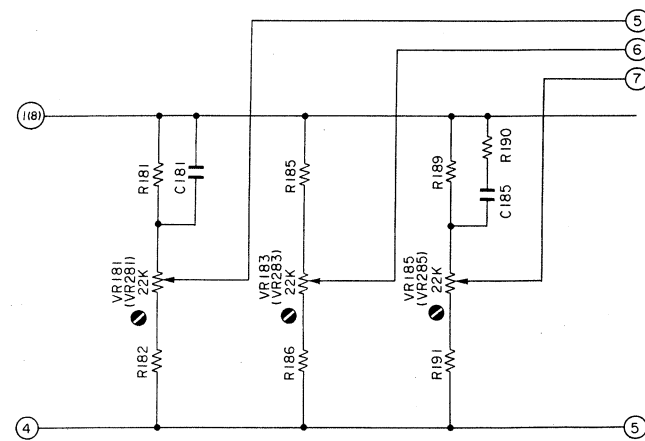 5
6
7
1(8)
R181
C181
R185
R189
R190
C185
VR181
(VR281)
22K
VR183
(VR283)
22K
VR185
(VR285)
22K
R182
R186
R191
4
5